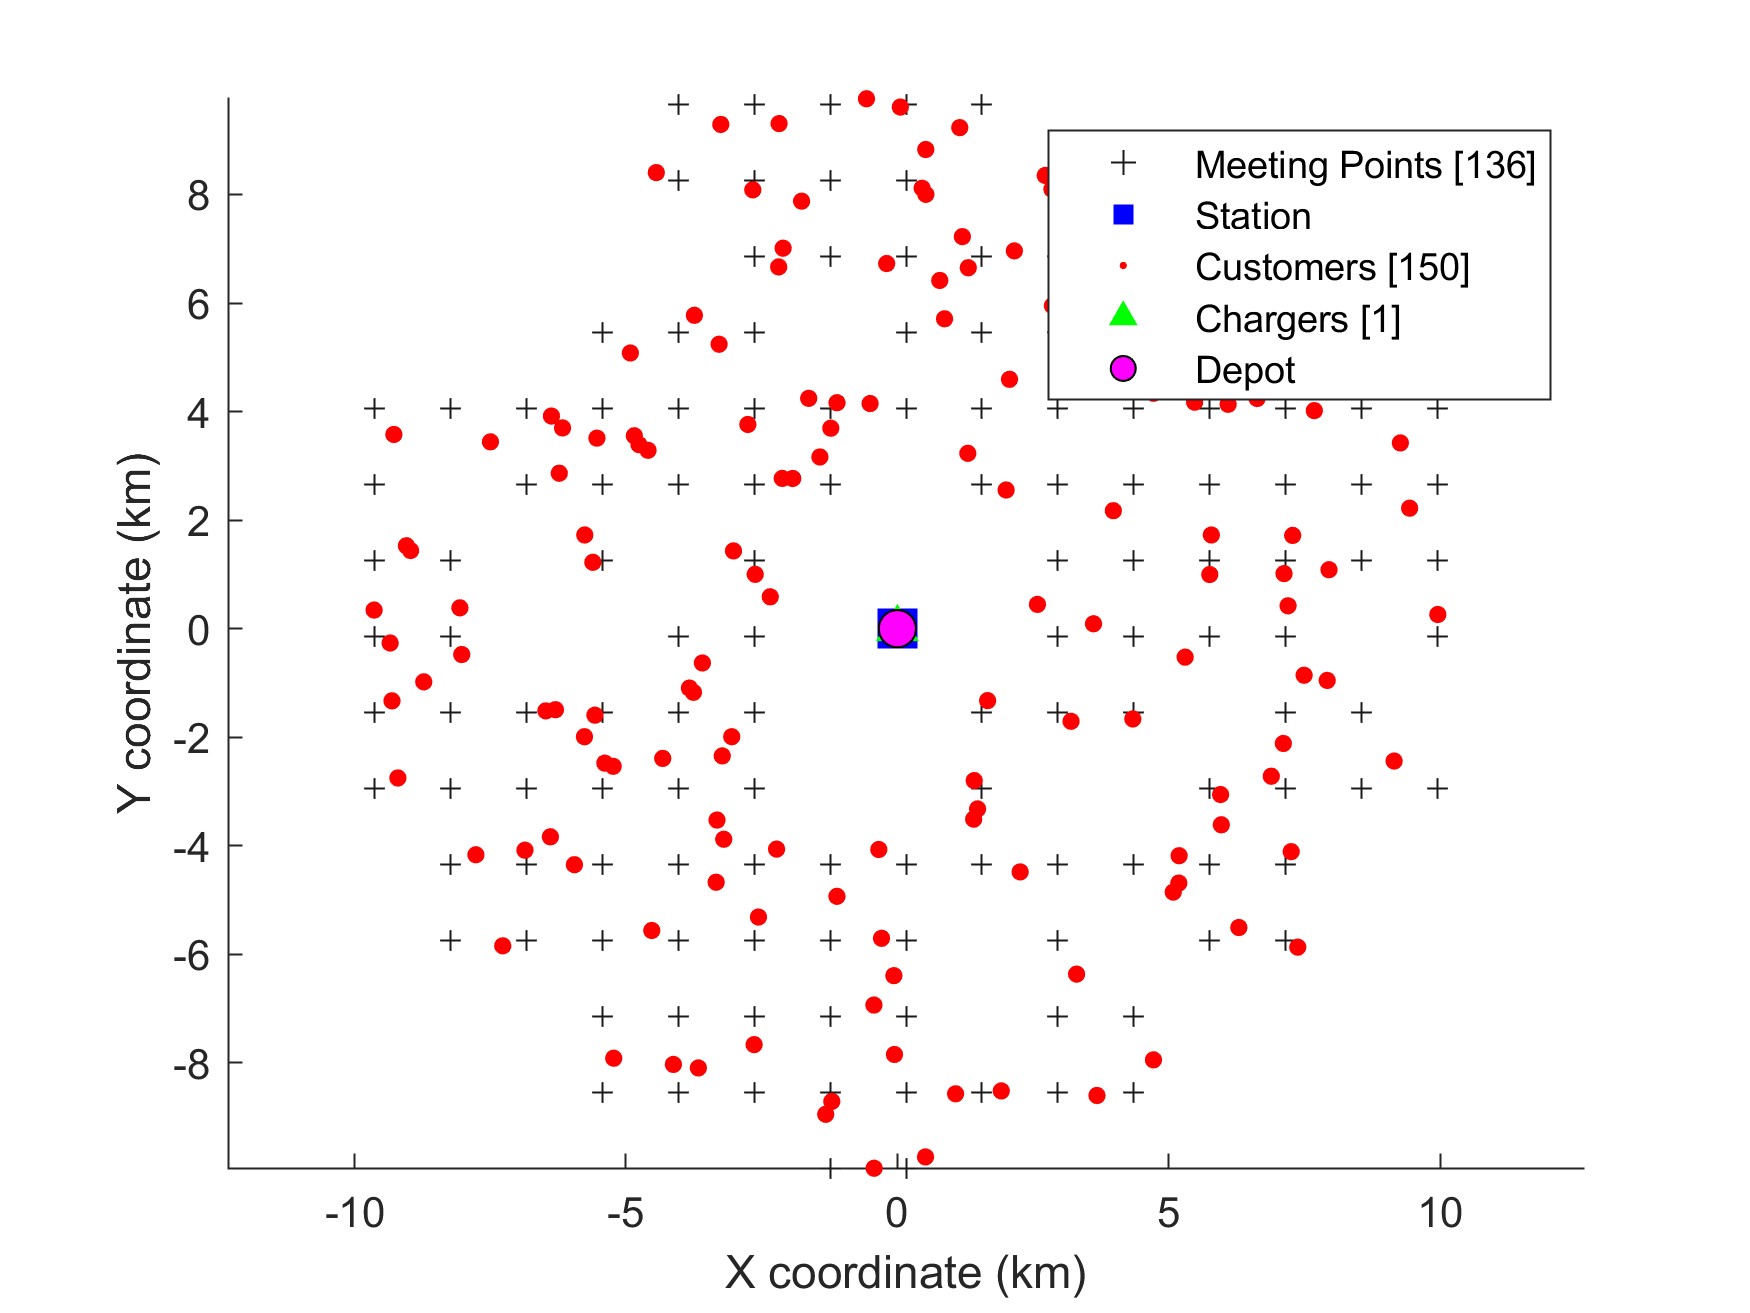 Meeting Points [136]
Station
Customers [150]
Chargers [1]
Depot
8
6
4
2
0
-2
-4
-6
-8
Y coordinate (km)
-10 -5 0 5 10
X coordinate (km)